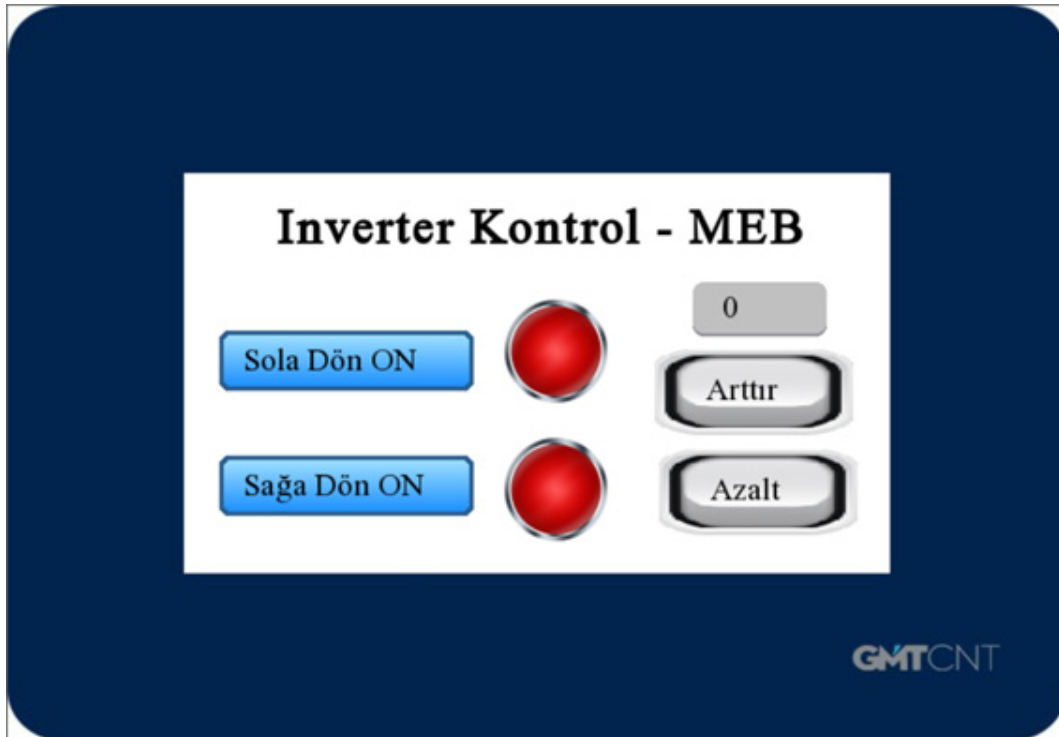 Inverter Kontrol - MEB
0
Sola Dön ON
Arttır
Sağa Dön ON
Azalt
GMTCNT